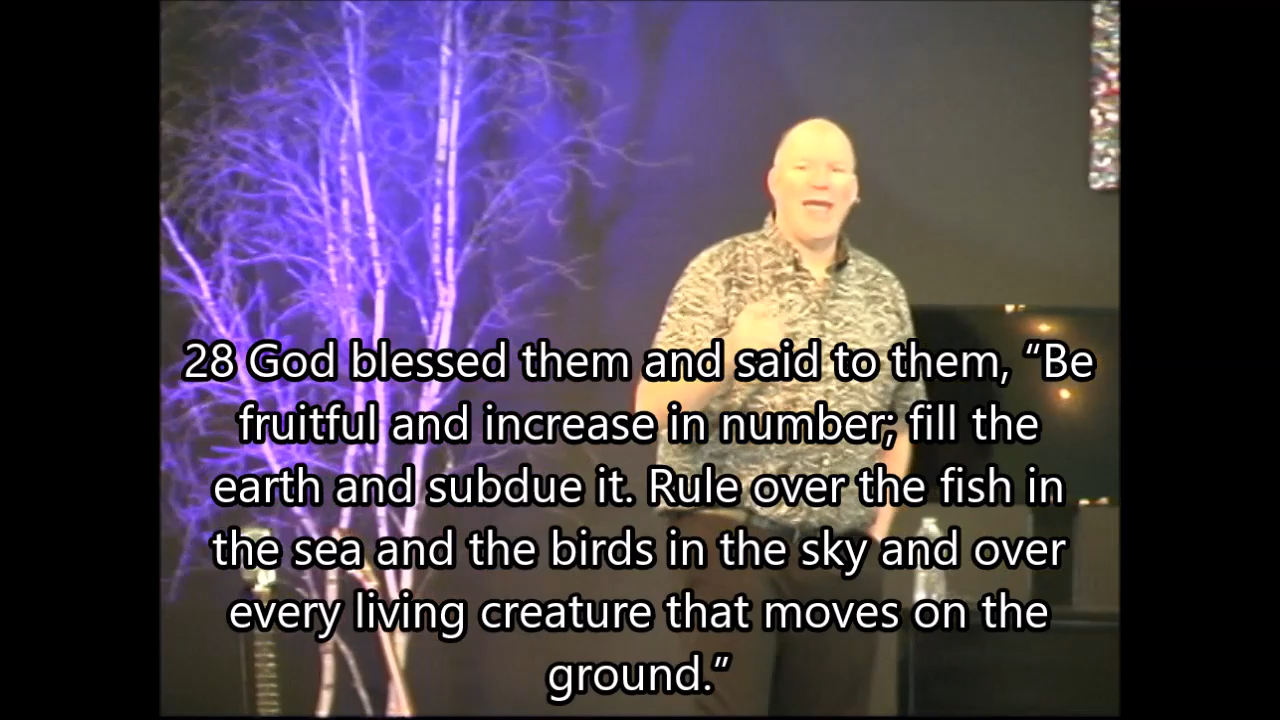 28 God blessed them and said to them, “Be
fruitful and increase in number; fill the
earth and subdue it. Rule over the fish in
the sea and the birds in the sky and over
every living creature that moves on the
ground.”